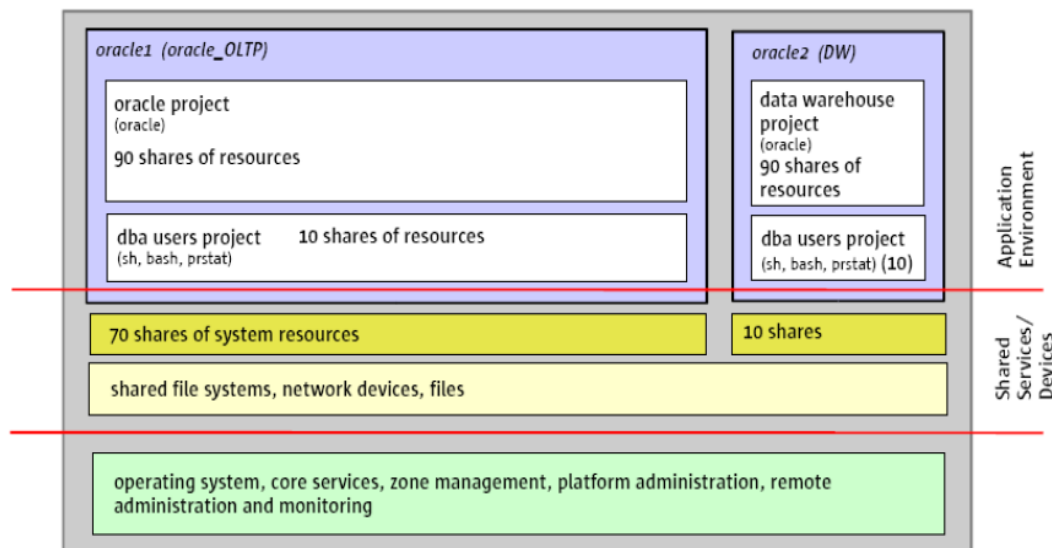 oracle1 (oracle_OLTP)
oracle project
(oracle)
90 shares of resources
dba users project 10 shares of resources
(sh, bash, prstat)
oracle2 (DW)
data warehouse
project
(oracle)
90 shares of
resources
dba users project
(sh, bash, prstat) (10)
Application
Environment
70 shares of system resources
10 shares
shared file systems, network devices, files
Shared
Services/
Devices
operating system, core services, zone management, platform administration, remote
administration and monitoring